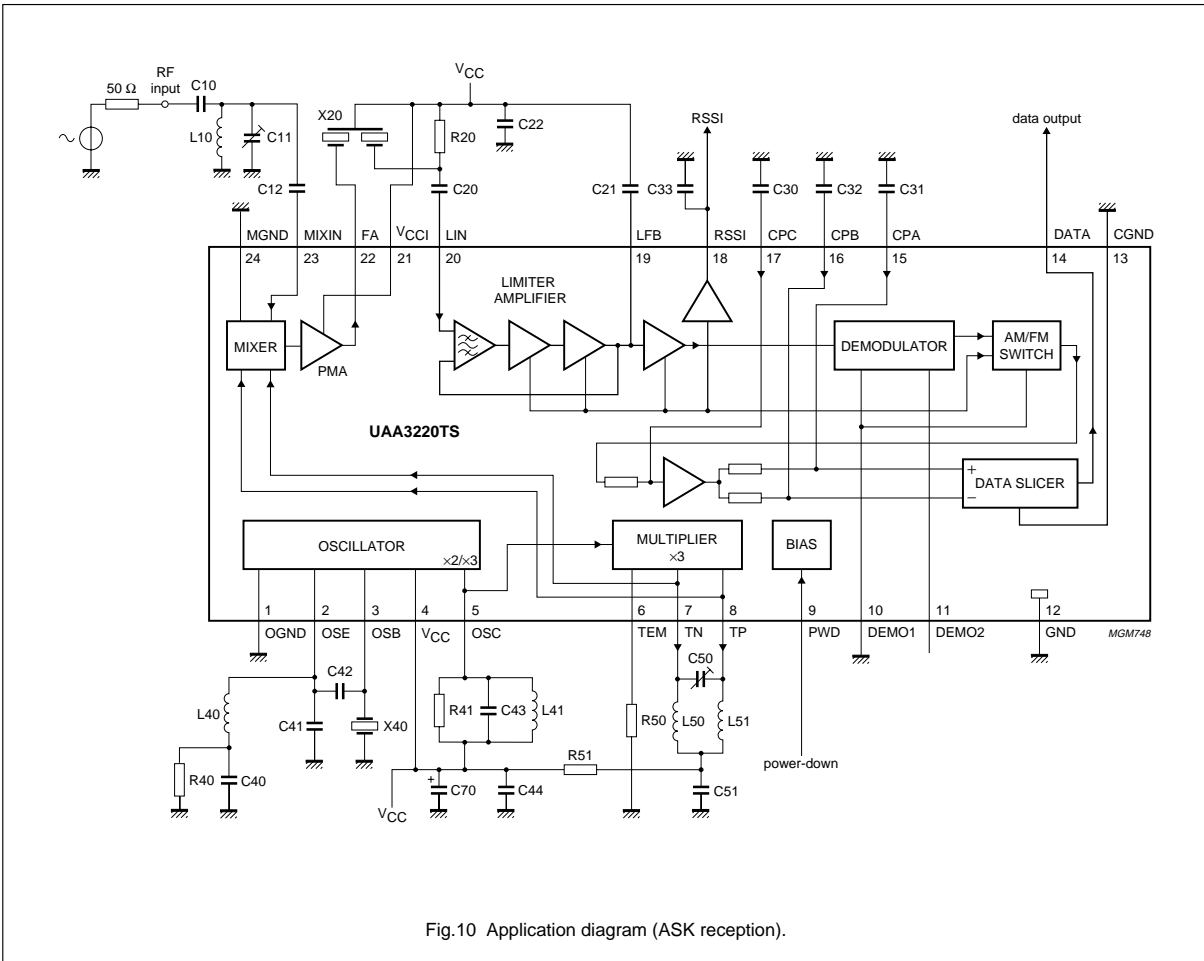 VCC
RF
input
50 Ω
C10
X20
R20
C22
L10
C11
RSSI
data output
C12
C20
C21
C33
C30
C32
C31
MGND
MIXIN
FA
VCCI
LIN
LFB
RSSI
CPC
CPB
CPA
DATA
CGND
24
23
22
21
20
19
18
17
16
15
14
13
LIMITER
AMPLIFIER
MIXER
PMA
DEMODULATOR
AM/FM
SWITCH
UAA3220TS
+
−
DATA SLICER
OSCILLATOR
×2/×3
MULTIPLIER
×3
BIAS
1
2
3
4
5
6
7
8
9
10
11
12
OGND
OSE
OSB
VCC
OSC
TEM
TN
TP
PWD
DEMO1
DEMO2
GND
MGM748
C50
C42
L40
C41
X40
R41
C43
L41
R50
L50
L51
R40
C40
R51
VCC
+
C70
C44
C51
power-down
Fig.10 Application diagram (ASK reception).